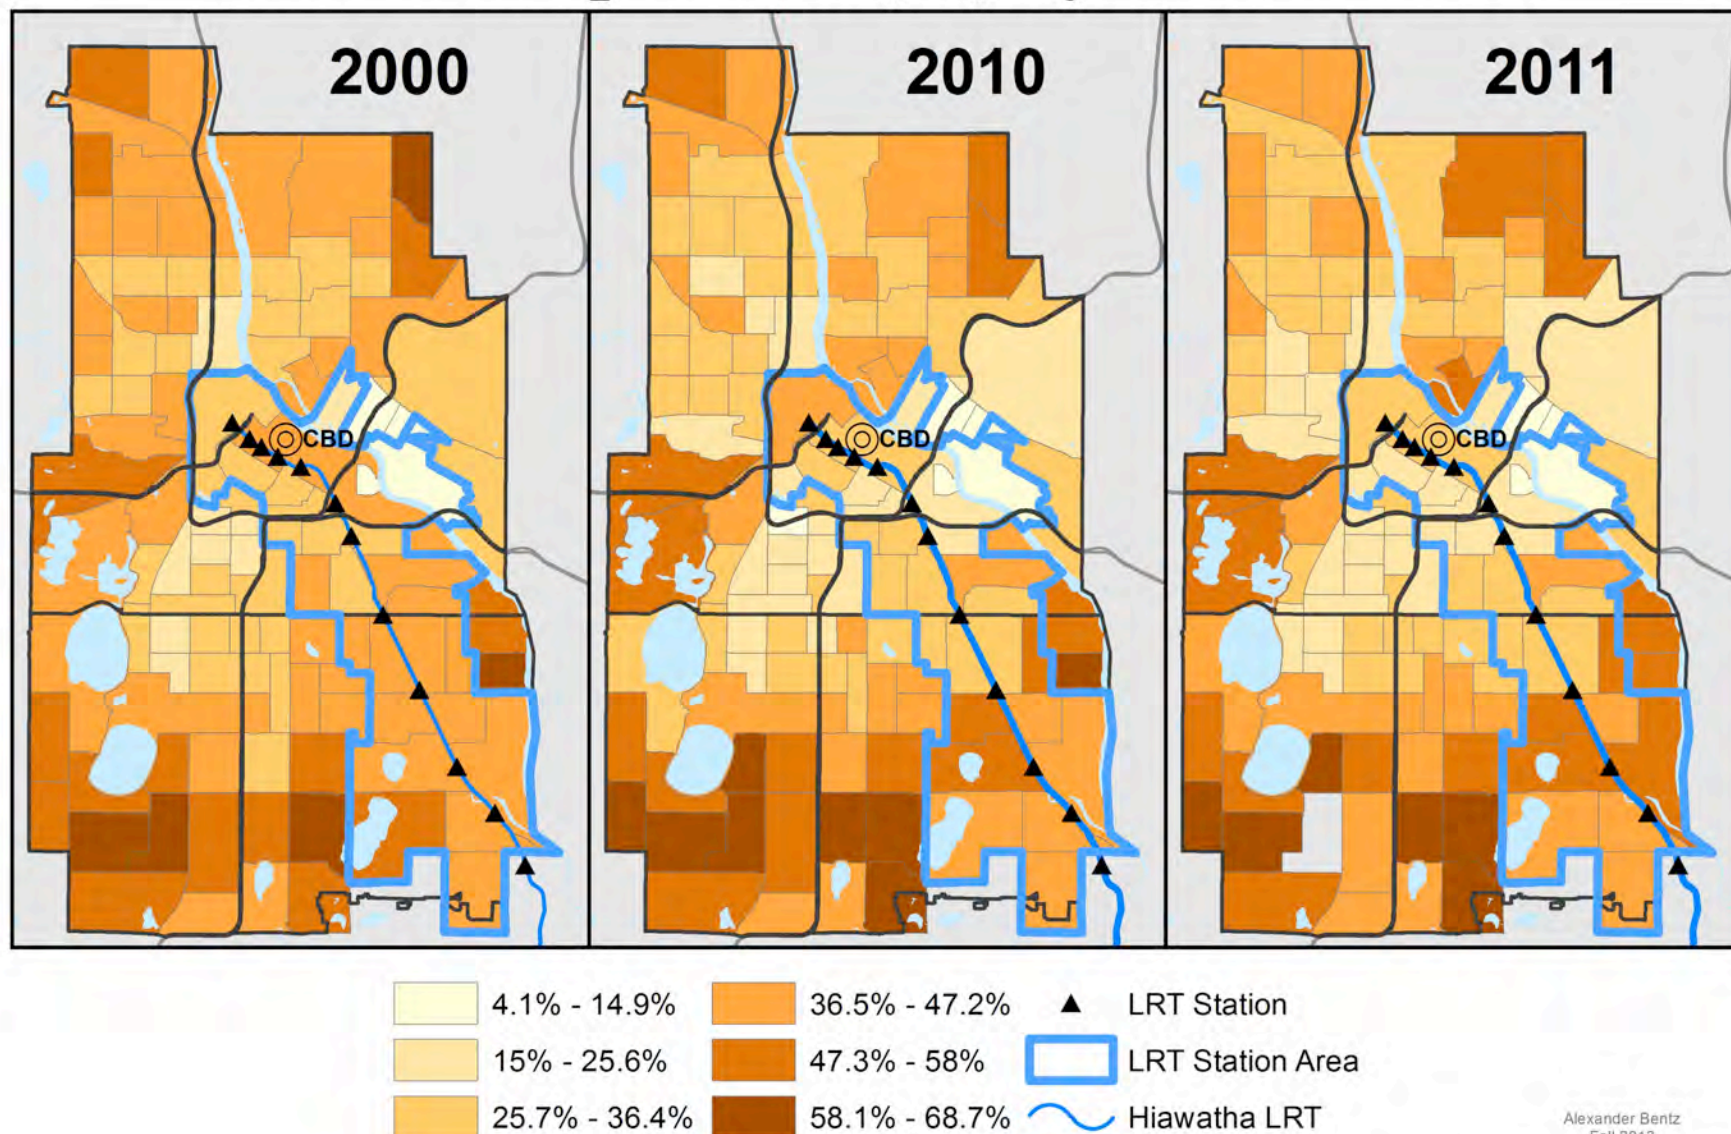 2000
2010
2011
CBD
CBD
CBD
4.1% - 14.9%
36.5% - 47.2%
LRT Station
15% - 25.6%
47.3% - 58%
LRT Station Area
25.7% - 36.4%
58.1% - 68.7%
Hiawatha LRT
Alexander Bentz